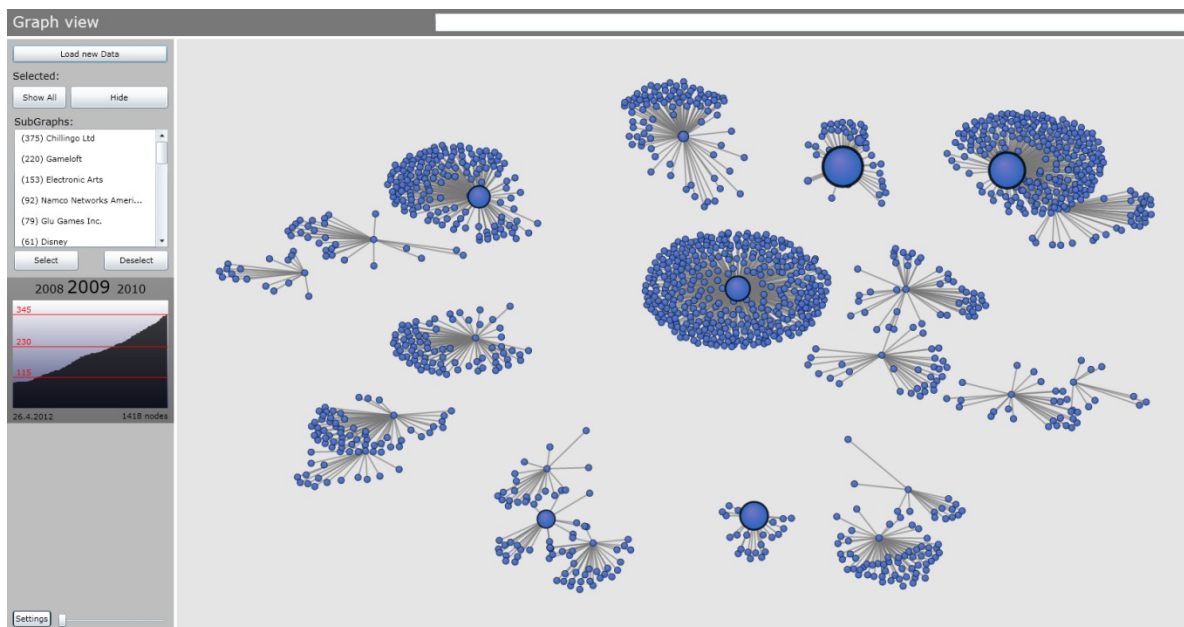 Graph view
Load new Data
Selected:
Show All Hide
SubGraphs:
(375) Chillingo Ltd
(220) Gameloft
(153) Electronic Arts
(92) Namco Networks Ameri...
(79) Glu Games Inc.
(61) Disney
Select Deselect
2008 2009 2010
345
230
115
26.4.2012 1418 nodes
Settings